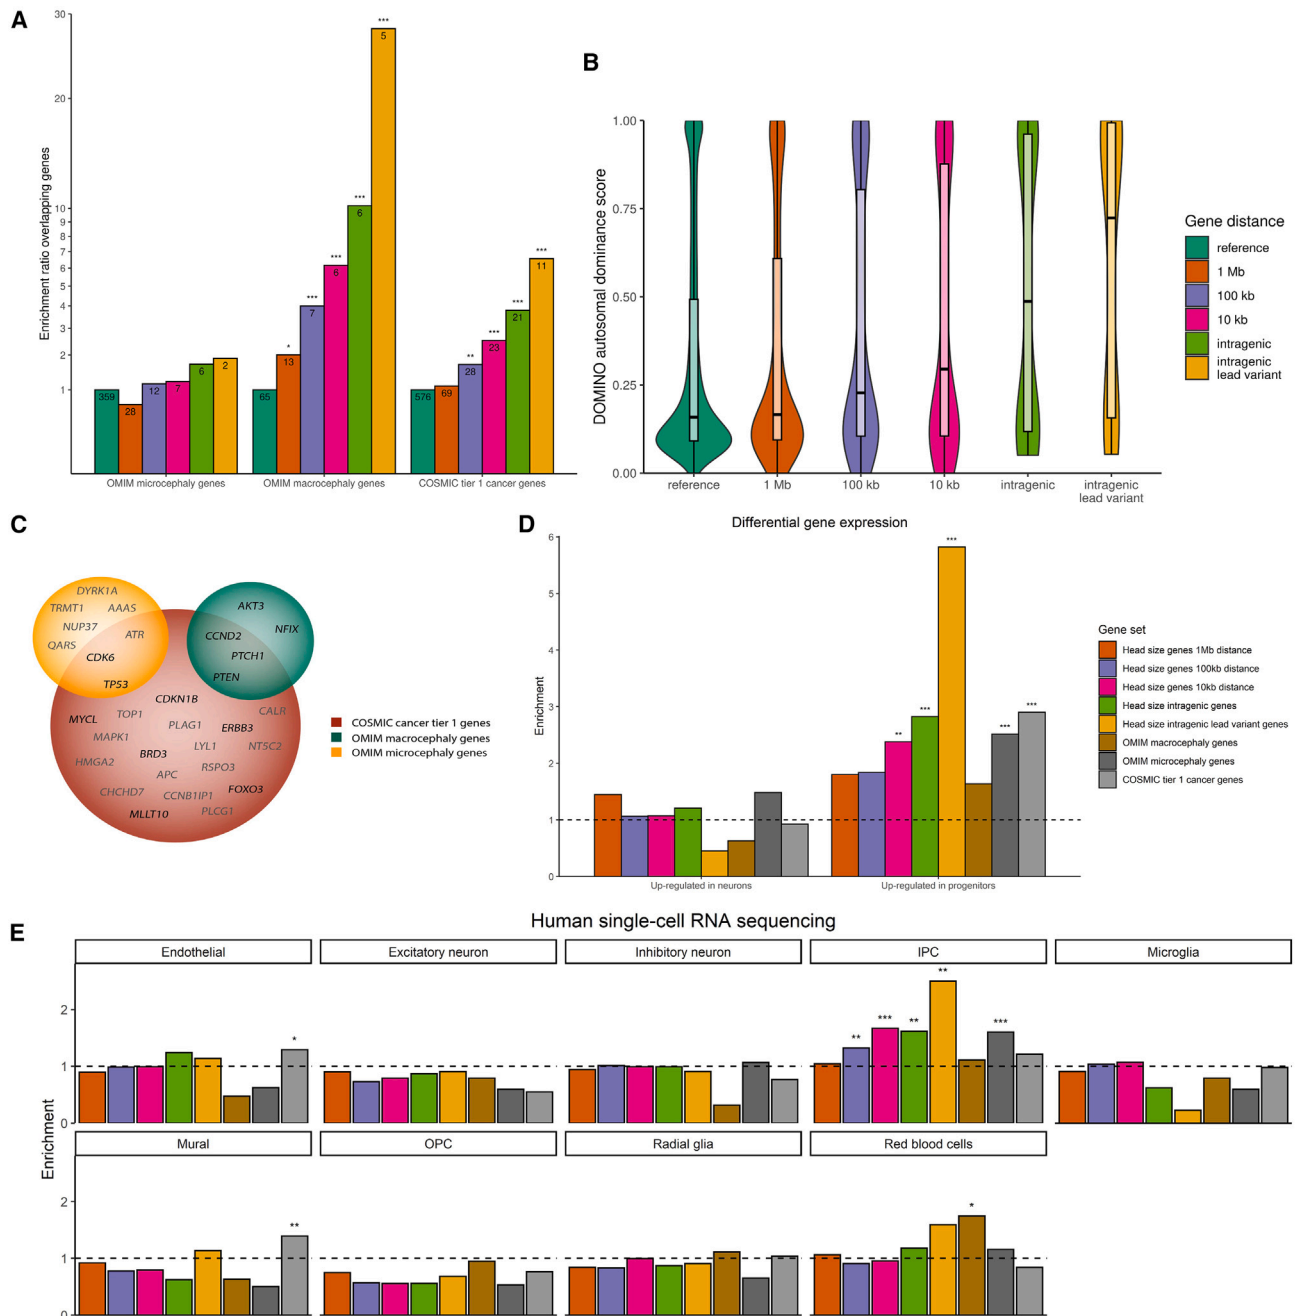 A
30
20
10
9
8
7
6
5
4
3
2
1
Enrichment ratio overlapping genes
359
28
12
7
6
2
65
*
13
***
7
***
6
***
6
***
5
576
69
**
28
***
23
***
21
***
11
OMIM microcephaly genes
OMIM macrocephaly genes
COSMIC tier 1 cancer genes
B
1.00
0.75
0.50
0.25
0.00
DOMINO autosomal dominance score
reference
1 Mb
100 kb
10 kb
intragenic
intragenic
lead variant
Gene distance
reference
1 Mb
100 kb
10 kb
intragenic
intragenic
lead variant
C
DYRK1A
TRMT1
AAAS
NUP37
ATR
QARS
CDK6
TP53
AKT3
NFIX
CCND2
PTCH1
PTEN
CDKN1B
MYCL
TOP1
CALR
PLAG1
ERBB3
MAPK1
LYL1
NT5C2
BRD3
HMGA2
RSPO3
APC
CHCHD7
CCNB1IP1
FOXO3
MLLT10
PLCG1
COSMIC cancer tier 1 genes
OMIM macrocephaly genes
OMIM microcephaly genes
D
Differential gene expression
6
5
4
3
2
1
0
Enrichment
**
***
***
***
***
Up-regulated in neurons
Up-regulated in progenitors
Gene set
Head size genes 1Mb distance
Head size genes 100kb distance
Head size genes 10kb distance
Head size intragenic genes
Head size intragenic lead variant genes
OMIM macrocephaly genes
OMIM microcephaly genes
COSMIC tier 1 cancer genes
E
Human single-cell RNA sequencing
Endothelial
Excitatory neuron
Inhibitory neuron
IPC
Microglia
2
1
0
*
**
***
**
**
***
Enrichment
Mural
OPC
Radial glia
Red blood cells
2
1
0
**
*